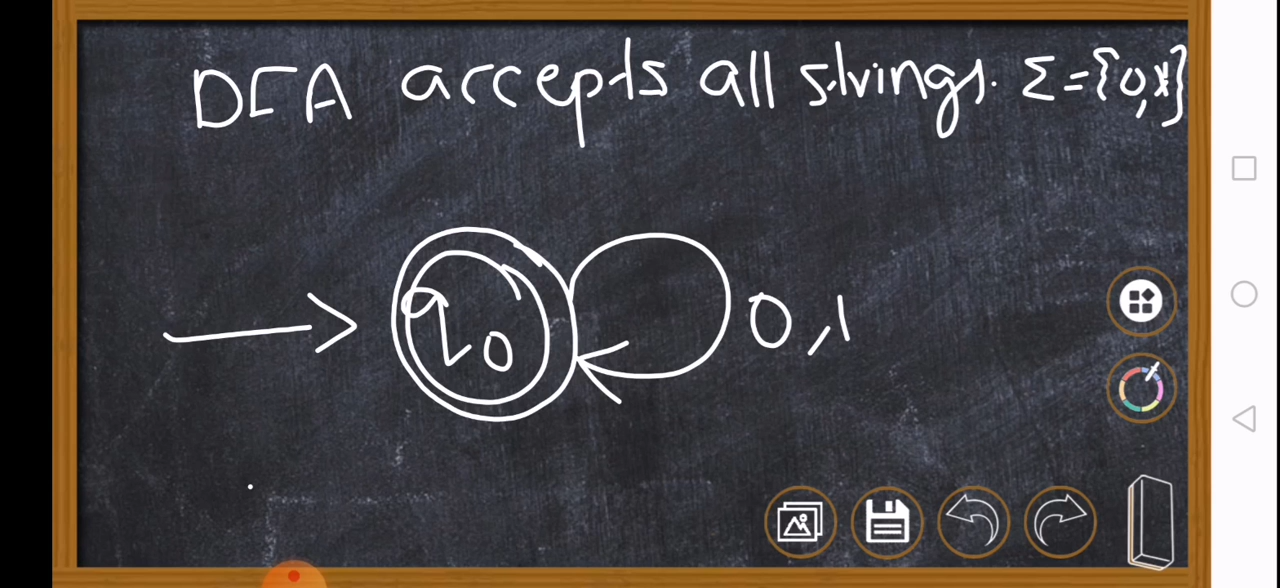 DFA accepts all strings. Σ={0,1}
q0
0,1